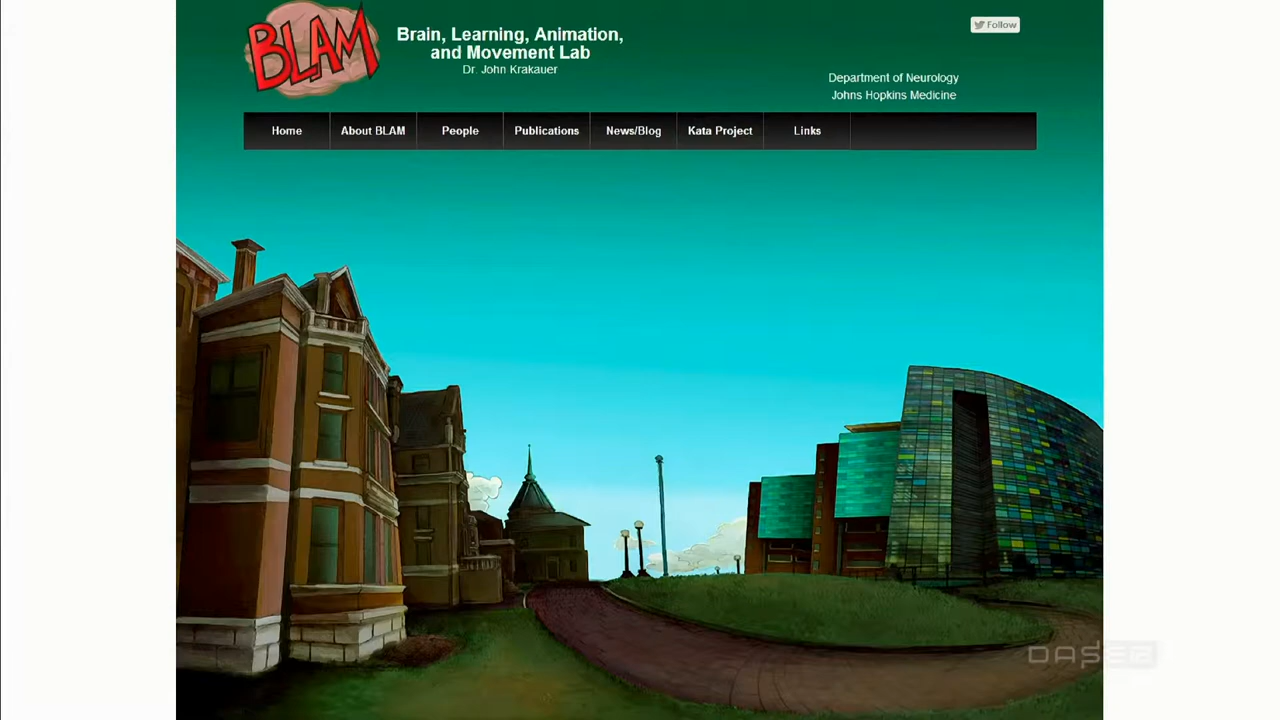 BLAM
Brain, Learning, Animation,
and Movement Lab
Dr. John Krakauer
Follow
Department of Neurology
Johns Hopkins Medicine
Home
About BLAM
People
Publications
News/Blog
Kata Project
Links